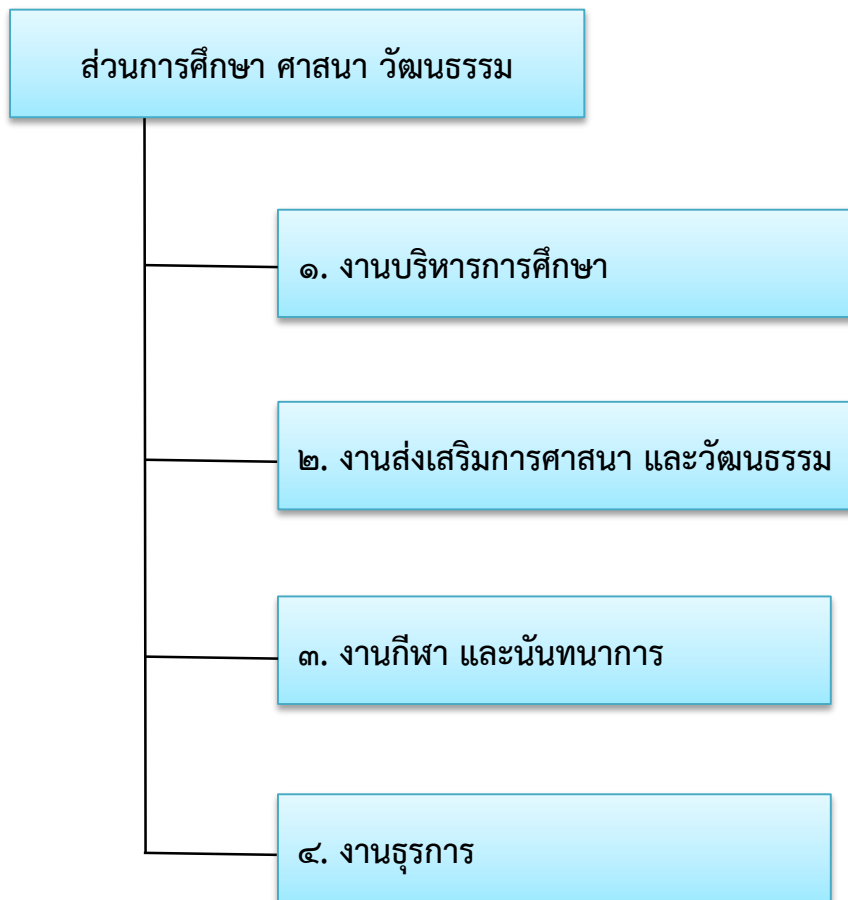 ส่วนการศึกษา ศาสนา วัฒนธรรม
๑. งานบริหารการศึกษา
๒. งานส่งเสริมการศาสนา และวัฒนธรรม
๓. งานกีฬา และนันทนาการ
๔. งานธุรการ